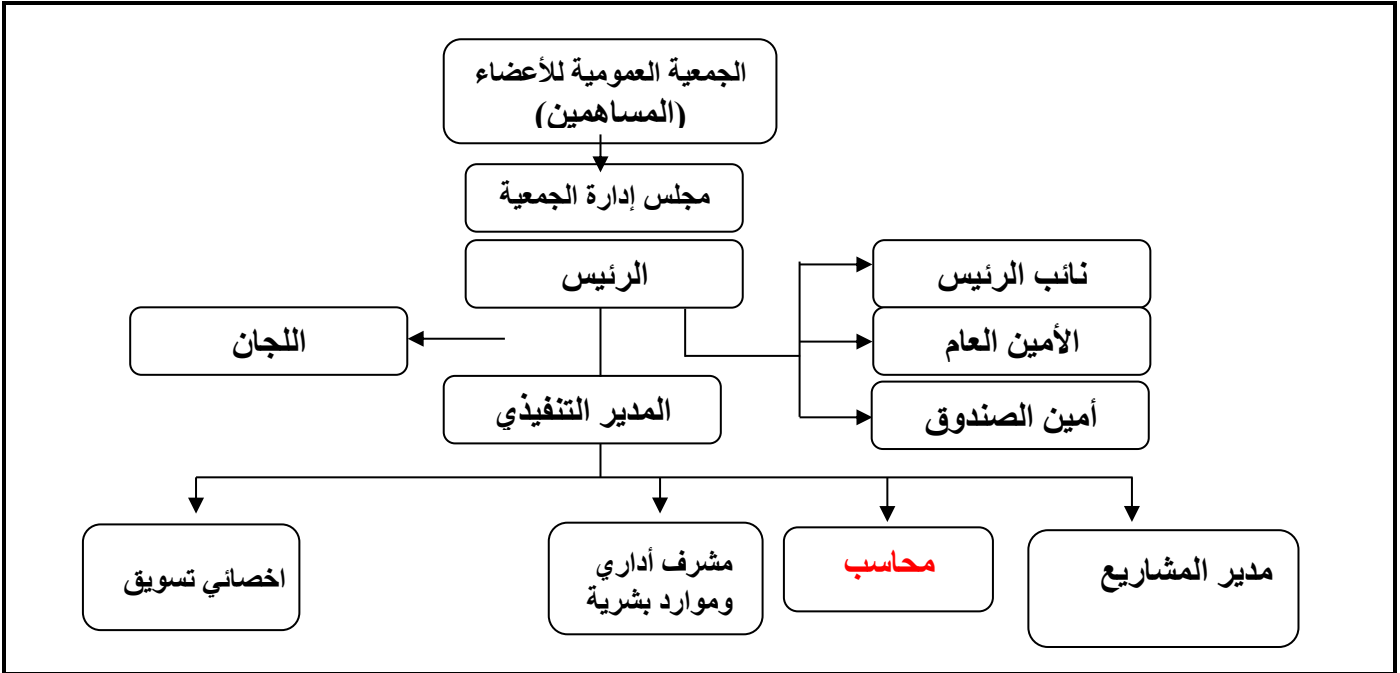 الجمعية العمومية للأعضاء
(المساهمين)
مجلس إدارة الجمعية
الرئيس
نائب الرئيس
الأمين العام
اللجان
أمين الصندوق
المدير التنفيذي
مدير المشاريع
محاسب
مشرف أداري
وموارد بشرية
اخصائي تسويق